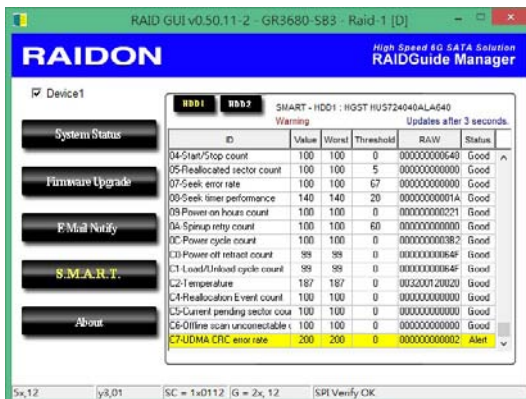 RAID GUI v0.50.11-2 - GR3680-SB3 - Raid-1 [D]
RAIDON
High Speed 6G SATA Solution
RAIDGuide Manager
Device1
System Status
Firmware Upgrade
E Mail Notify
S.M.A.R.T.
About
HDD1 HDD2 SMART - HDD1 : HGST HUS724040ALA640
Warning Updates after 3 seconds.
ID Value Worst Threshold RAW Status
04-Start/Stop count 100 100 0 000000000640 Good
05-Reallocated sector count 100 100 5 000000000000 Good
07-Seek error rate 100 100 67 000000000000 Good
08-Seek timer performance 140 140 20 00000000001A Good
09-Power-on hours count 100 100 0 000000000221 Good
0A-Spinup retry count 100 100 60 000000000000 Good
0C-Power cycle count 100 100 0 0000000003B2 Good
C0-Power off retract count 99 99 0 00000000064F Good
C1-Load/Unload cycle count 99 99 0 00000000064F Good
C2-Temperature 187 187 0 003200120020 Good
C4-Reallocation Event count 100 100 0 000000000000 Good
C5-Current pending sector cou 100 100 0 000000000000 Good
C6-Offline scan uncorrectable c 100 100 0 000000000000 Good
C7-UDMA CRC error rate 200 200 0 000000000002 Alert
5x,12 y3,01 SC = 1x0112 G = 2x, 12 SPI Verify OK